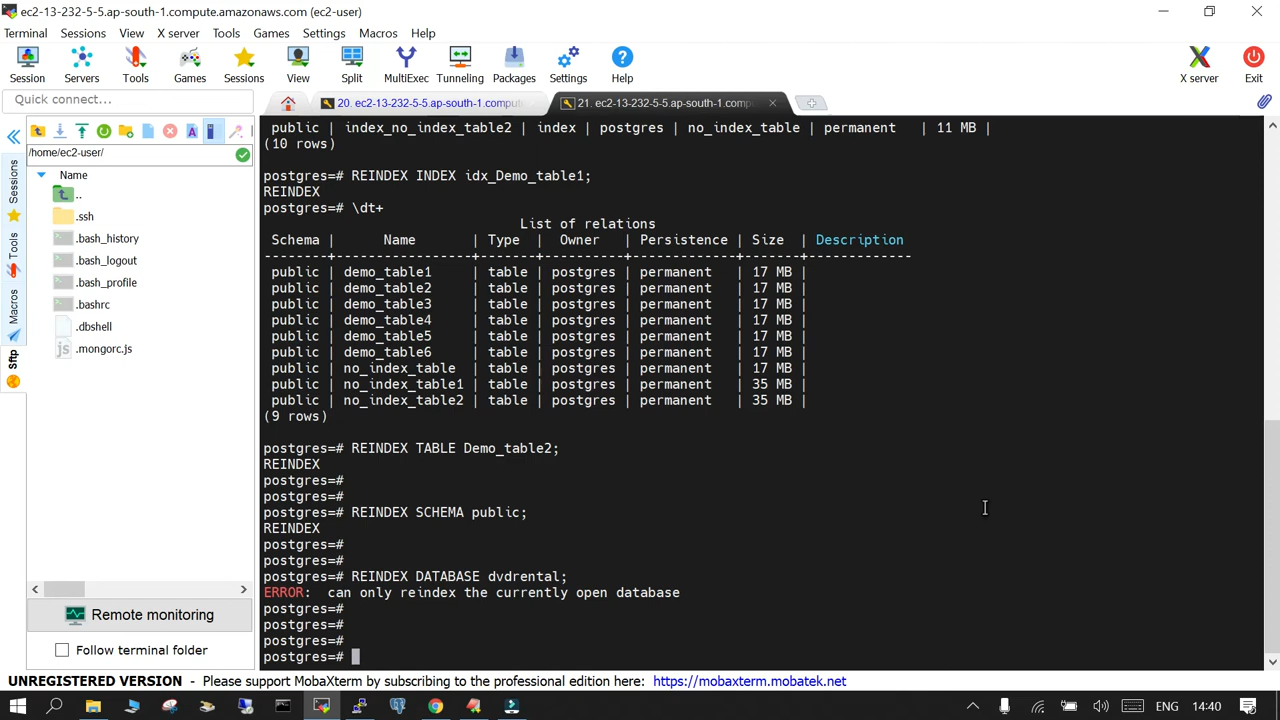 ec2-13-232-5-5.ap-south-1.compute.amazonaws.com (ec2-user)
Terminal Sessions View X server Tools Games Settings Macros Help
Session Servers Tools Games Sessions View Split MultiExec Tunneling Packages Settings Help X server Exit
Quick connect...
20. ec2-13-232-5-5.ap-south-1.comput
21. ec2-13-232-5-5.ap-south-1.comp
Sessions
Tools
Macros
Sftp
/home/ec2-user/
Name
..
.ssh
.bash_history
.bash_logout
.bash_profile
.bashrc
.dbshell
.mongorc.js
Remote monitoring
Follow terminal folder
public | index_no_index_table2 | index | postgres | no_index_table | permanent | 11 MB |
(10 rows)
postgres=# REINDEX INDEX idx_Demo_table1;
REINDEX
postgres=# \dt+
List of relations
Schema | Name | Type | Owner | Persistence | Size | Description
--------+-----------------+-------+----------+-------------+-------+-------------
public | demo_table1 | table | postgres | permanent | 17 MB |
public | demo_table2 | table | postgres | permanent | 17 MB |
public | demo_table3 | table | postgres | permanent | 17 MB |
public | demo_table4 | table | postgres | permanent | 17 MB |
public | demo_table5 | table | postgres | permanent | 17 MB |
public | demo_table6 | table | postgres | permanent | 17 MB |
public | no_index_table | table | postgres | permanent | 17 MB |
public | no_index_table1 | table | postgres | permanent | 35 MB |
public | no_index_table2 | table | postgres | permanent | 35 MB |
(9 rows)
postgres=# REINDEX TABLE Demo_table2;
REINDEX
postgres=#
postgres=#
postgres=# REINDEX SCHEMA public;
REINDEX
postgres=#
postgres=#
postgres=# REINDEX DATABASE dvdrental;
ERROR: can only reindex the currently open database
postgres=#
postgres=#
postgres=#
postgres=#
UNREGISTERED VERSION - Please support MobaXterm by subscribing to the professional edition here: https://mobaxterm.mobatek.net
ENG 14:40